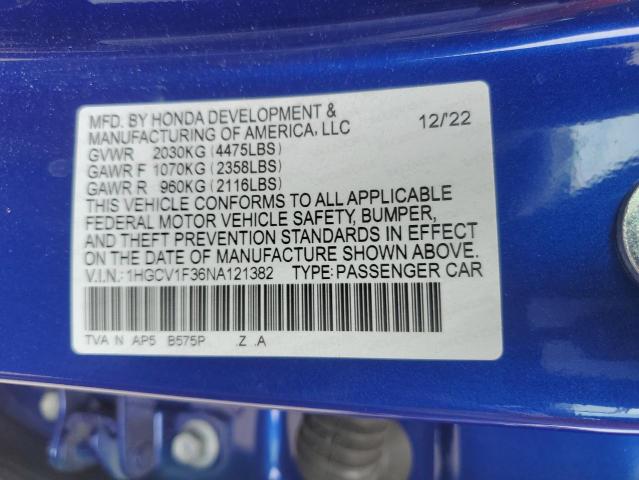 MFD. BY HONDA DEVELOPMENT &
MANUFACTURING OF AMERICA, LLC 12/'22
GVWR 2030KG (4475LBS)
GAWR F 1070KG (2358LBS)
GAWR R 960KG (2116LBS)
THIS VEHICLE CONFORMS TO ALL APPLICABLE
FEDERAL MOTOR VEHICLE SAFETY, BUMPER,
AND THEFT PREVENTION STANDARDS IN EFFECT
ON THE DATE OF MANUFACTURE SHOWN ABOVE.
V.I.N.: 1HGCV1F36NA121382 TYPE: PASSENGER CAR
TVA N AP5 B575P .Z .A